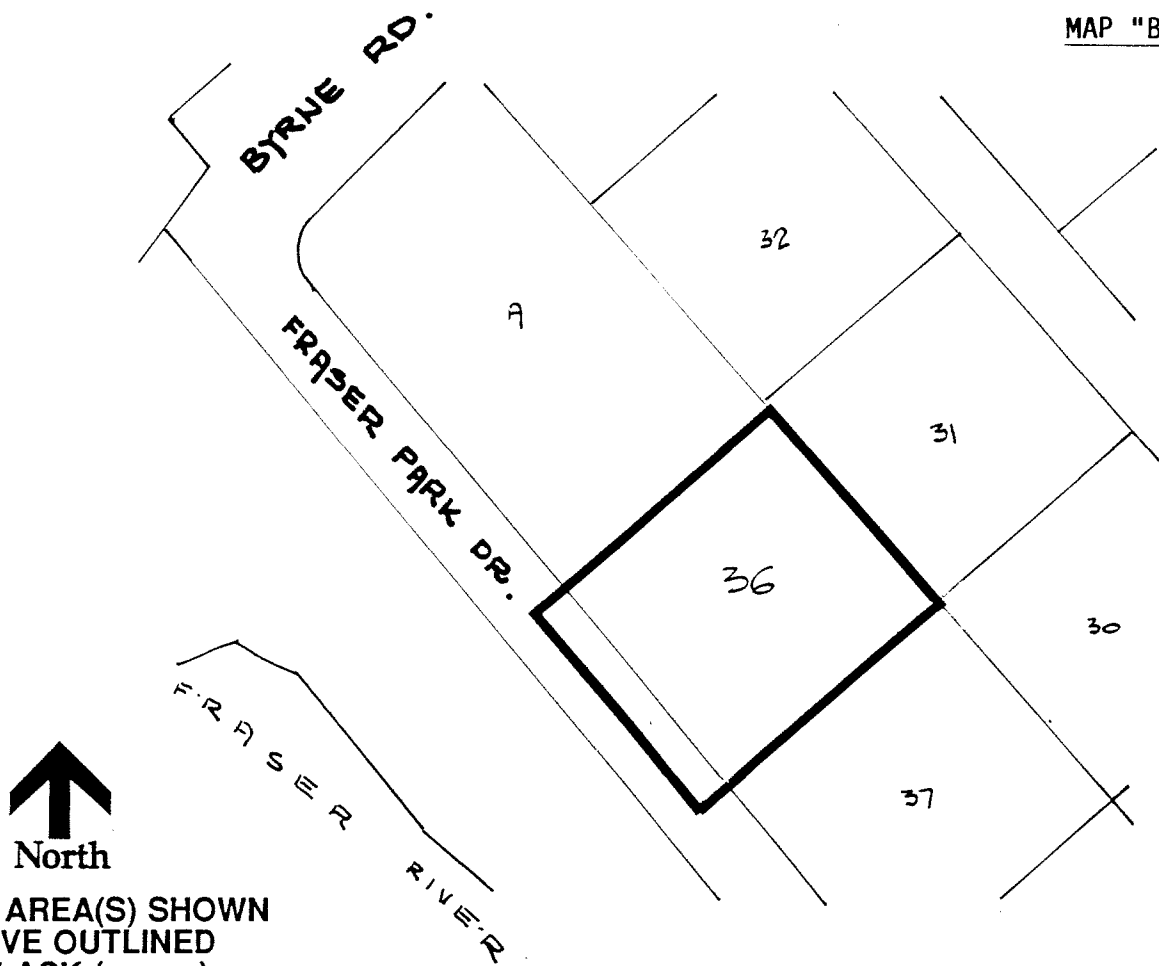 MAP "B
BYRNE RD.
32
A
FRASER PARK DR.
31
36
30
37
FRASER RIVER
North
AREA(S) SHOWN
VE OUTLINED